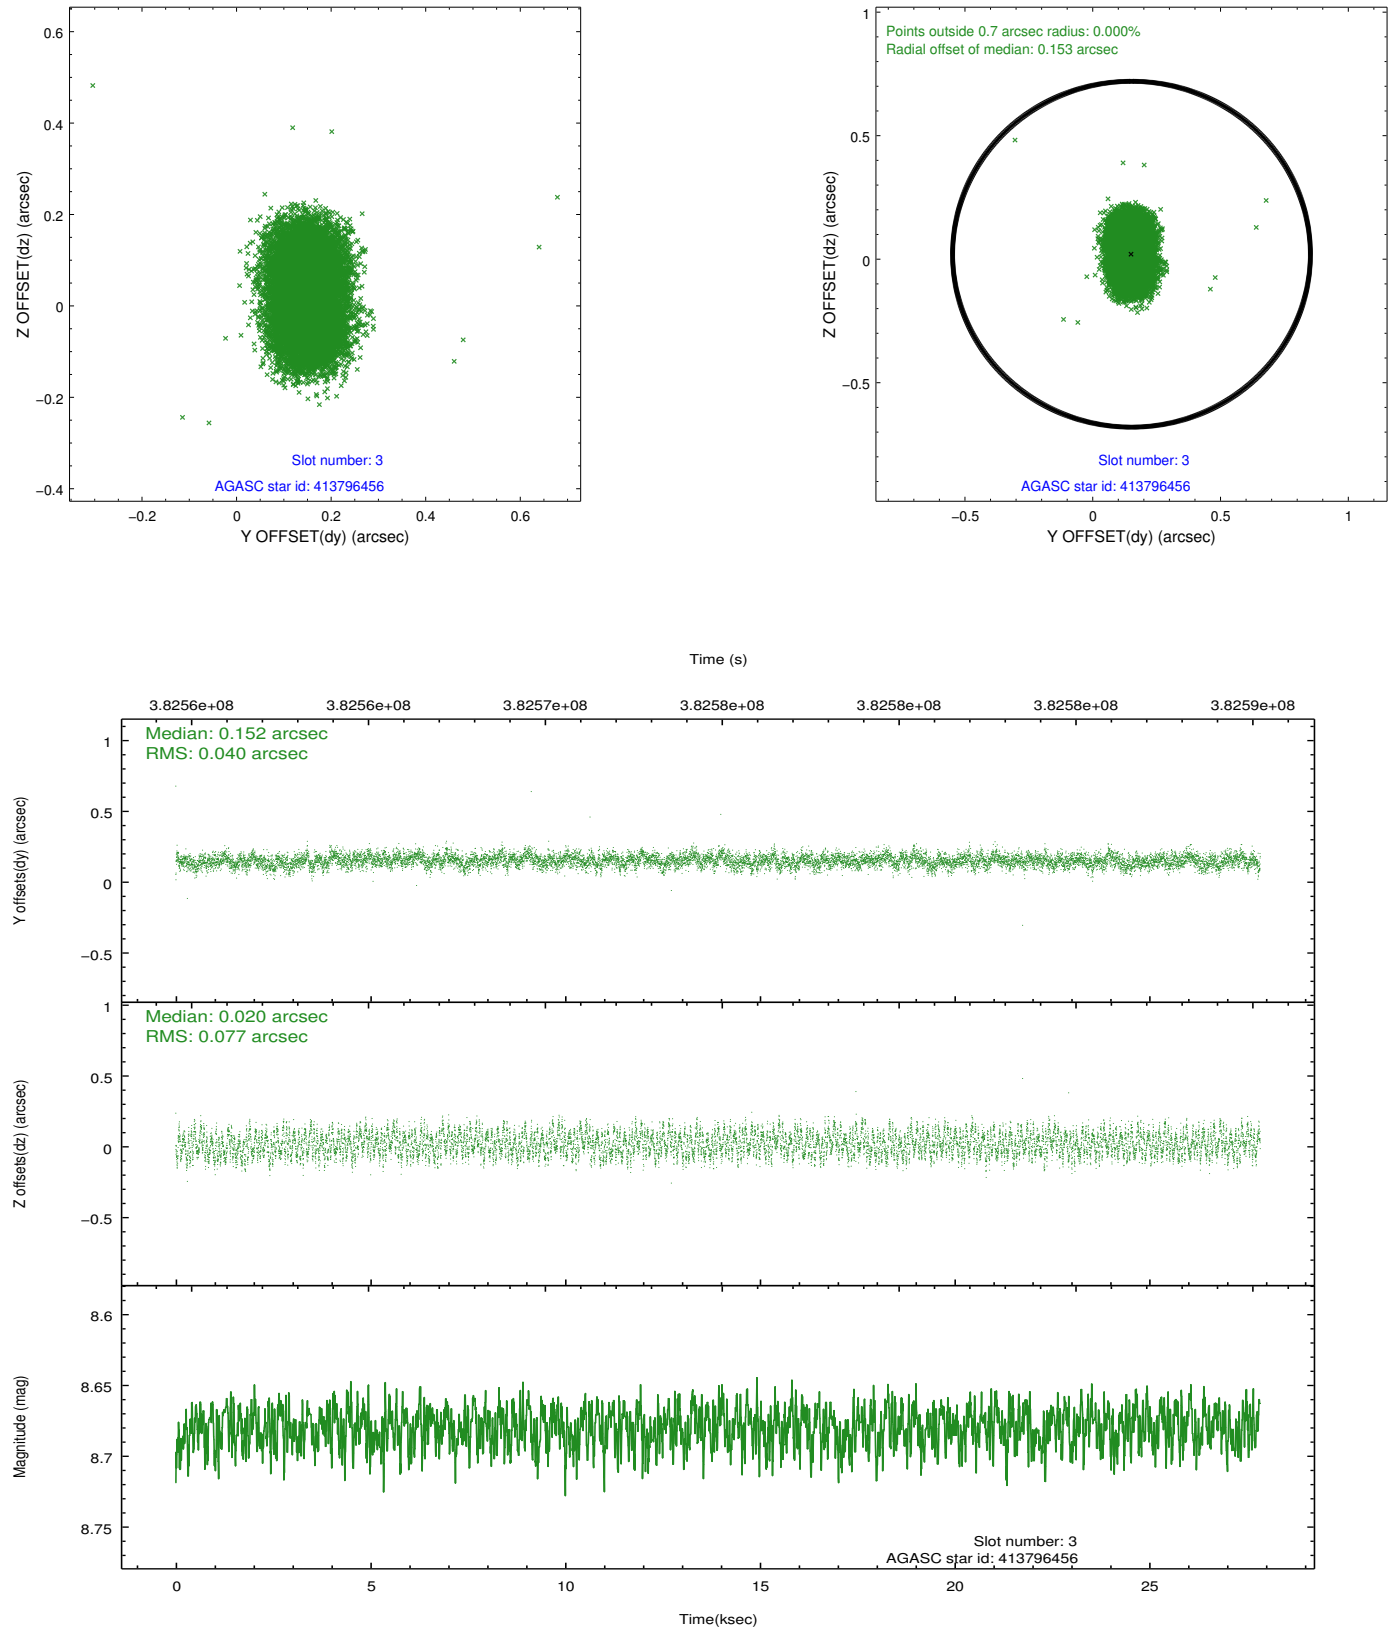 0.6
0.4
0.2
0
−0.2
−0.4
Z OFFSET(dz) (arcsec)
Slot number: 3
AGASC star id: 413796456
−0.2 0 0.2 0.4 0.6
Y OFFSET(dy) (arcsec)
1
0.5
0
−0.5
Z OFFSET(dz) (arcsec)
Points outside 0.7 arcsec radius: 0.000%
Radial offset of median: 0.153 arcsec
Slot number: 3
AGASC star id: 413796456
−0.5 0 0.5 1
Y OFFSET(dy) (arcsec)
Time (s)
3.8256e+08 3.8256e+08 3.8257e+08 3.8258e+08 3.8258e+08 3.8258e+08 3.8259e+08
Median: 0.152 arcsec
RMS: 0.040 arcsec
1
0.5
0
−0.5
Y offsets(dy) (arcsec)
Median: 0.020 arcsec
RMS: 0.077 arcsec
1
0.5
0
−0.5
Z offsets(dz) (arcsec)
8.6
8.65
8.7
8.75
Magnitude (mag)
Slot number: 3
AGASC star id: 413796456
0 5 10 15 20 25
Time(ksec)